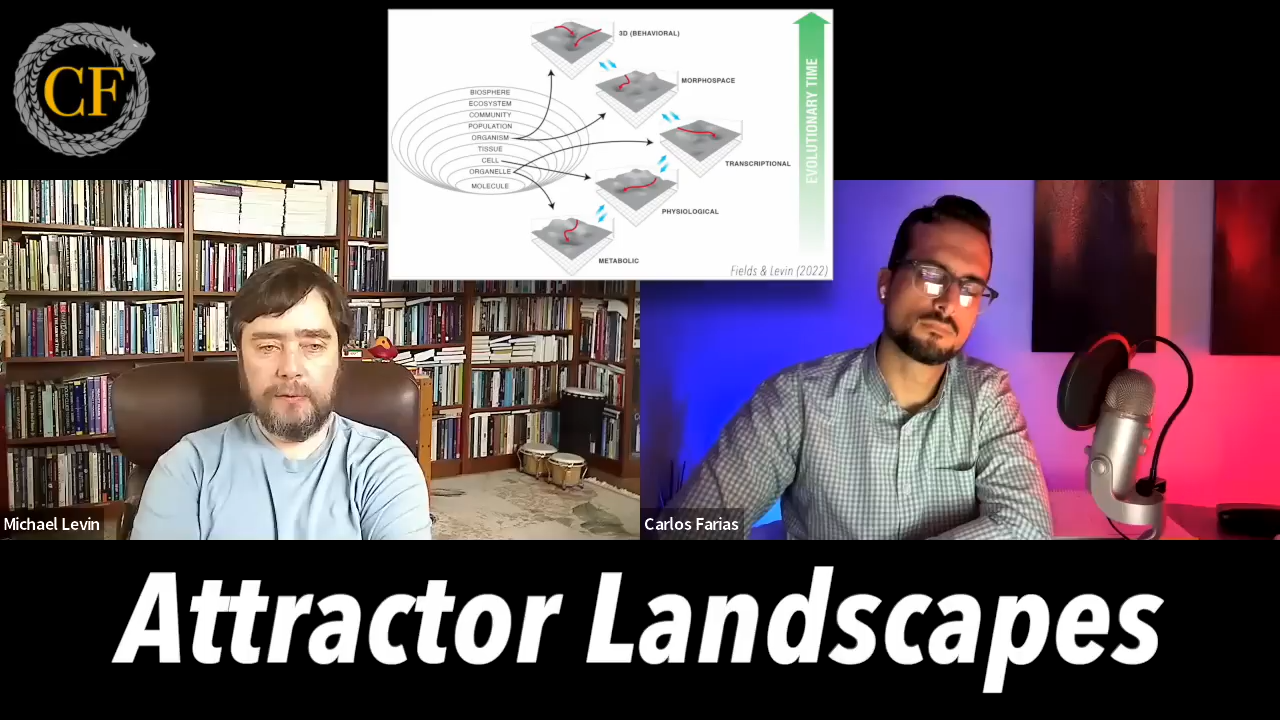 CF
3D (BEHAVIORAL)
MORPHOSPACE
BIOSPHERE
ECOSYSTEM
COMMUNITY
POPULATION
ORGANISM
TISSUE
CELL
ORGANELLE
MOLECULE
TRANSCRIPTIONAL
PHYSIOLOGICAL
METABOLIC
EVOLUTIONARY TIME
Fields & Levin (2022)
Michael Levin
Carlos Farias
Attractor Landscapes